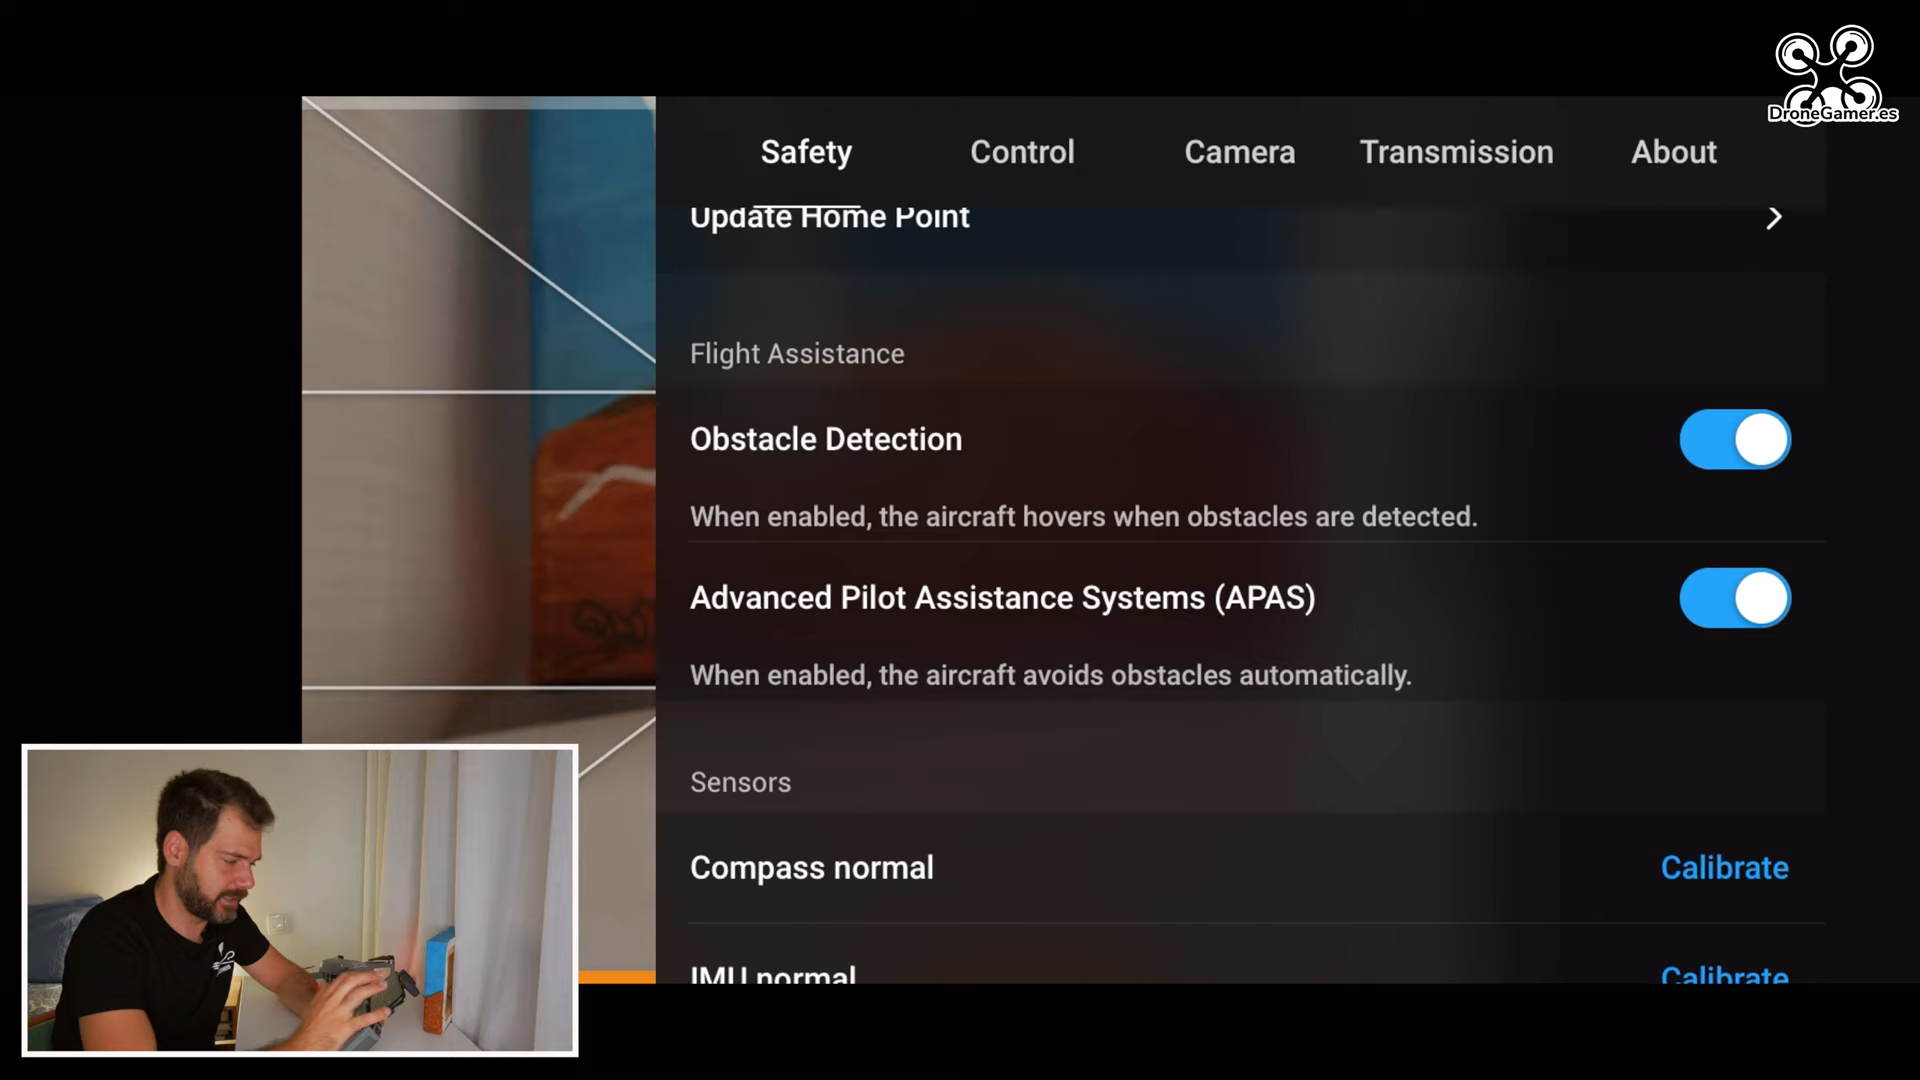 DroneGamer.es
Safety
Control
Camera
Transmission
About
Update Home Point
Flight Assistance
Obstacle Detection
When enabled, the aircraft hovers when obstacles are detected.
Advanced Pilot Assistance Systems (APAS)
When enabled, the aircraft avoids obstacles automatically.
Sensors
Compass normal
Calibrate
IMU normal
Calibrate